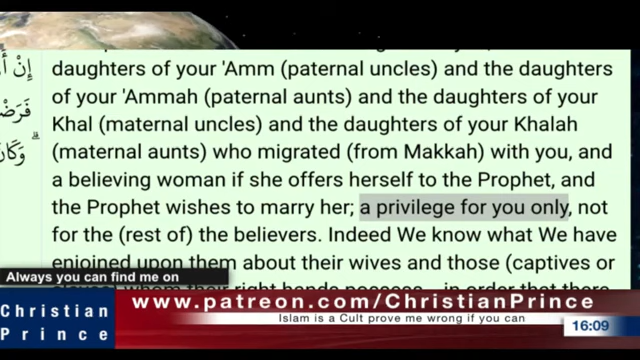 daughters of your 'Amm (paternal uncles) and the daughters
of your 'Ammah (paternal aunts) and the daughters of your
Khal (maternal uncles) and the daughters of your Khalah
(maternal aunts) who migrated (from Makkah) with you, and
a believing woman if she offers herself to the Prophet, and
the Prophet wishes to marry her; a privilege for you only, not
for the (rest of) the believers. Indeed We know what We have
enjoined upon them about their wives and those (captives or
Always you can find me on
www.patreon.com/ChristianPrince
Christian
Prince
Islam is a Cult prove me wrong if you can
16:09